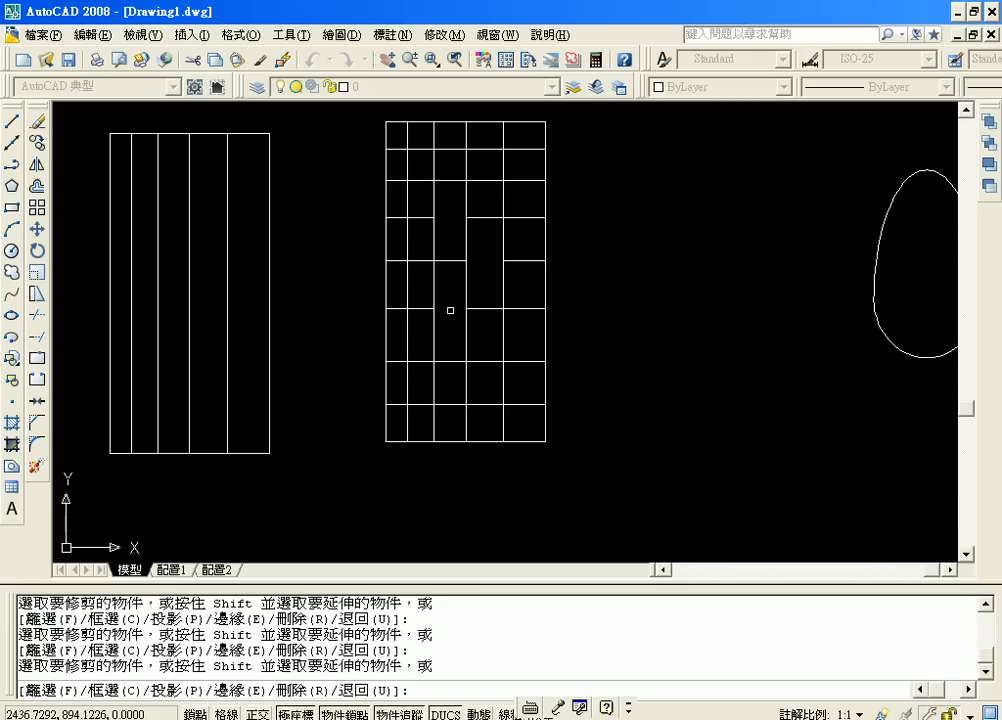 AutoCAD 2008 - [Drawing1.dwg]
檔案(F) 編輯(E) 檢視(V) 插入(I) 格式(O) 工具(T) 繪圖(D) 標註(N) 修改(M) 視窗(W) 說明(H) 鍵入問題以尋求幫助
Standard ISO-25 Standa
AutoCAD 典型 0 ByLayer ByLayer
Y
X
A
模型 配置1 配置2
選取要修剪的物件，或按住 Shift 並選取要延伸的物件，或
[籬選(F)/框選(C)/投影(P)/邊緣(E)/刪除(R)/退回(U)]:
選取要修剪的物件，或按住 Shift 並選取要延伸的物件，或
[籬選(F)/框選(C)/投影(P)/邊緣(E)/刪除(R)/退回(U)]:
選取要修剪的物件，或按住 Shift 並選取要延伸的物件，或
[籬選(F)/框選(C)/投影(P)/邊緣(E)/刪除(R)/退回(U)]:
2436.7292, 894.1226, 0.0000 鎖點 格線 正交 極座標 物件鎖點 物件追蹤 DUCS 動態 註解比例: 1:1